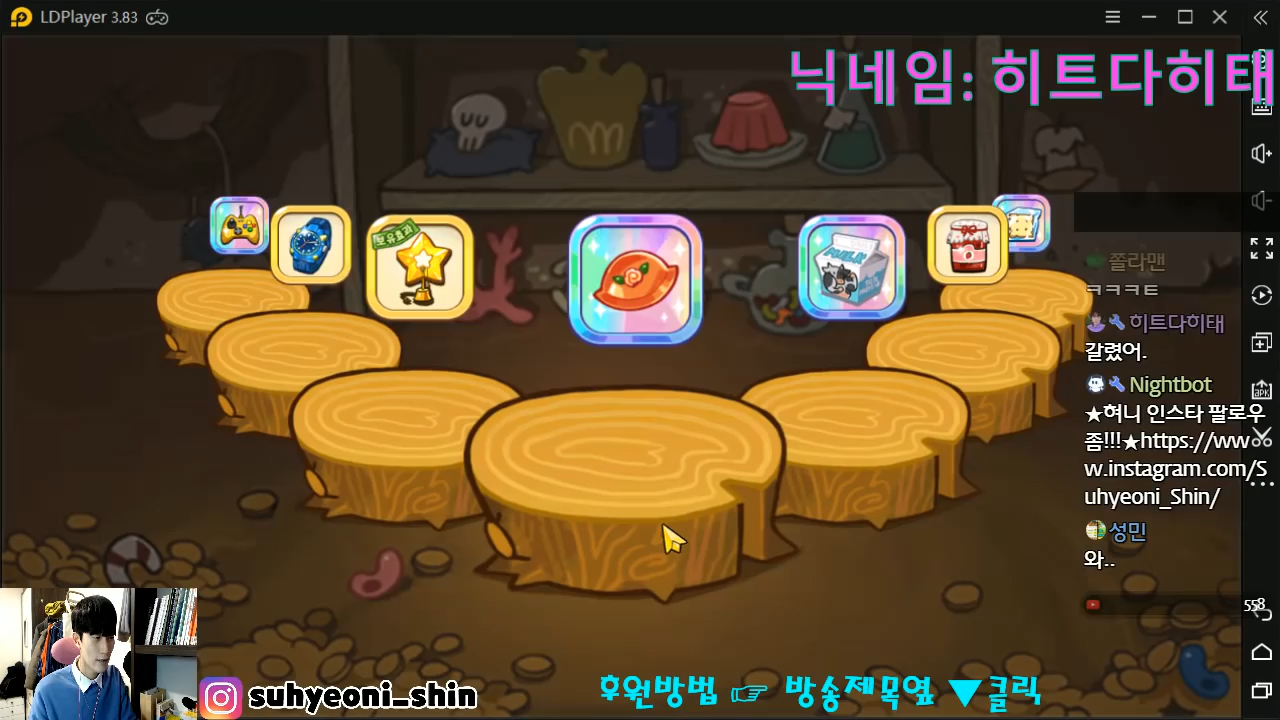 LDPlayer 3.83
닉네임: 히트다히태
보유효과
MILK
쫄라맨
ㅋㅋㅋㅌ
히트다히태
갈렸어.
Nightbot
★혀니 인스타 팔로우
좀!!!★https://ww
w.instagram.com/S
uhyeoni_Shin/
성민
와..
558
suhyeoni_shin
후원방법 ☞ 방송제목옆 ▼클릭
APK